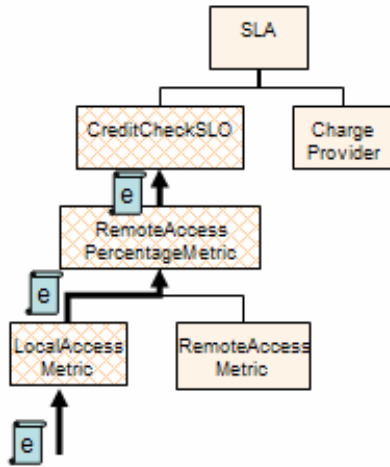 SLA
CreditCheckSLO
Charge
Provider
e
RemoteAccess
PercentageMetric
e
LocalAccess
Metric
RemoteAccess
Metric
e